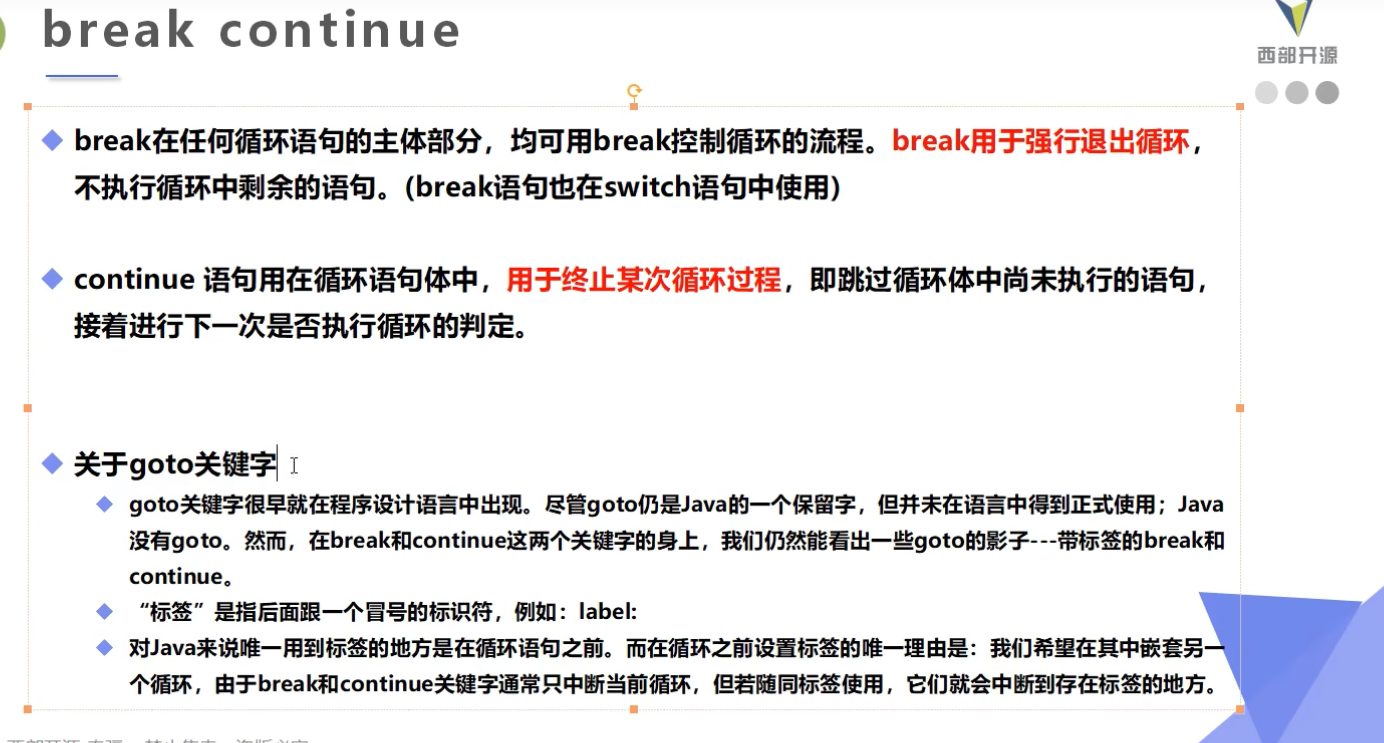 break continue
西部开源
break在任何循环语句的主体部分，均可用break控制循环的流程。break用于强行退出循环，
不执行循环中剩余的语句。(break语句也在switch语句中使用)
continue 语句用在循环语句体中，用于终止某次循环过程，即跳过循环体中尚未执行的语句，
接着进行下一次是否执行循环的判定。
关于goto关键字
goto关键字很早就在程序设计语言中出现。尽管goto仍是Java的一个保留字，但并未在语言中得到正式使用；Java
没有goto。然而，在break和continue这两个关键字的身上，我们仍然能看出一些goto的影子---带标签的break和
continue。
“标签”是指后面跟一个冒号的标识符，例如：label:
对Java来说唯一用到标签的地方是在循环语句之前。而在循环之前设置标签的唯一理由是：我们希望在其中嵌套另一
个循环，由于break和continue关键字通常只中断当前循环，但若随同标签使用，它们就会中断到存在标签的地方。